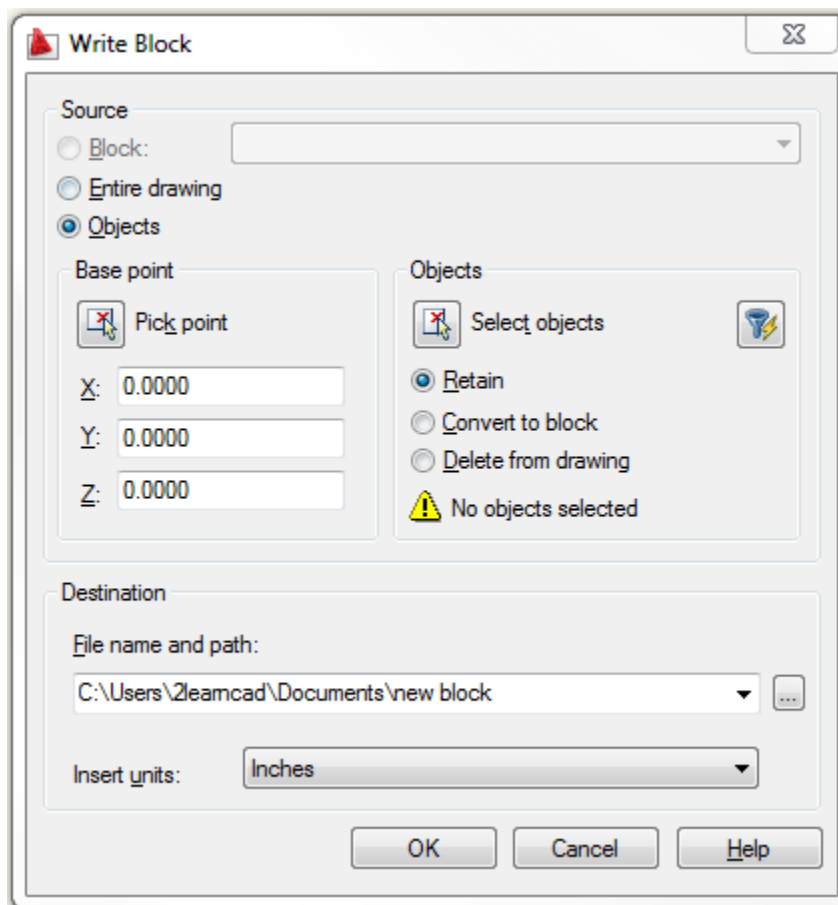 Write Block
Source
Block:
Entire drawing
Objects
Base point
Pick point
X: 0.0000
Y: 0.0000
Z: 0.0000
Objects
Select objects
Retain
Convert to block
Delete from drawing
No objects selected
Destination
File name and path:
C:\Users\2learncad\Documents\new block
...
Insert units: Inches
OK Cancel Help